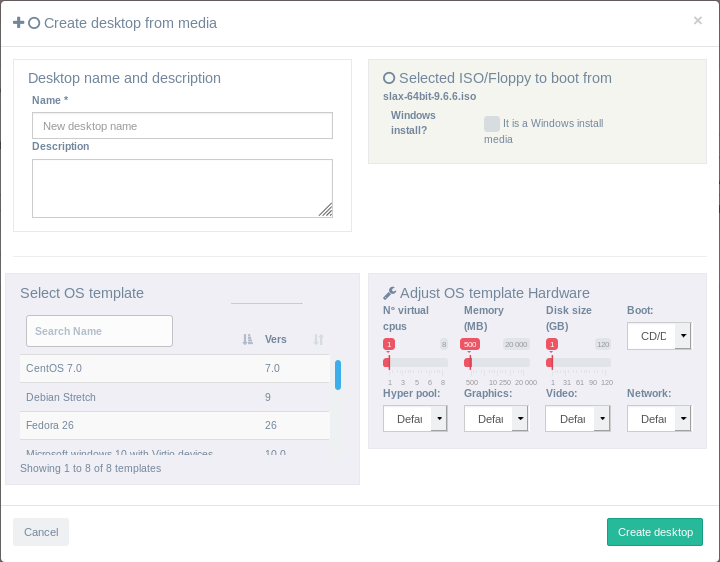 Create desktop from media ×
Desktop name and description
Name *
New desktop name
Description
Selected ISO/Floppy to boot from
slax-64bit-9.6.6.iso
Windows install?
It is a Windows install
media
Select OS template
Search Name
Vers
CentOS 7.0 7.0
Debian Stretch 9
Fedora 26 26
Microsoft windows 10 with Virtio devices 10.0
Showing 1 to 8 of 8 templates
Adjust OS template Hardware
Nº virtual cpus
1 8
1 3 5 6 8
Memory (MB)
500 20 000
500 10 250 20 000
Disk size (GB)
1 120
1 31 61 90 120
Boot:
CD/D
Hyper pool:
Defau
Graphics:
Defau
Video:
Defau
Network:
Defau
Cancel
Create desktop